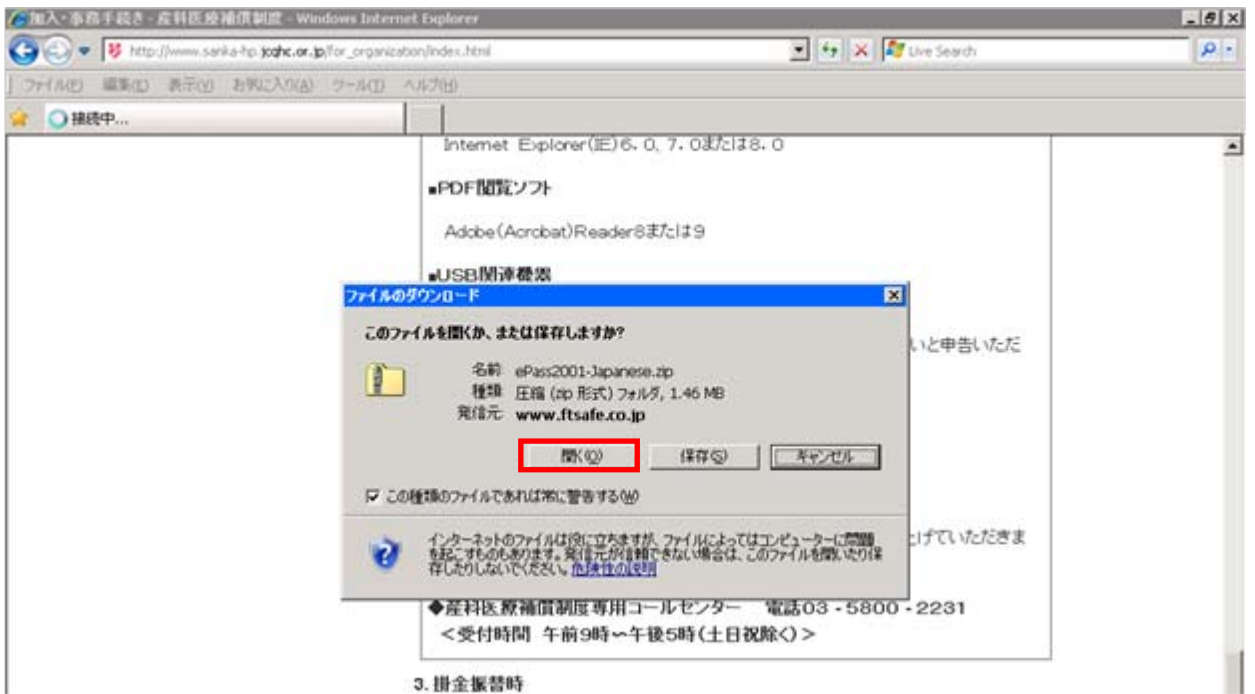 加入・事務手続き - 産科医療補償制度 - Windows Internet Explorer
http://www.sanka-hp.jcqhc.or.jp/for_organization/index.html
Live Search
ファイル(F) 編集(E) 表示(V) お気に入り(A) ツール(T) ヘルプ(H)
接続中...
Internet Explorer(IE)6．0、7．0または8．0
■PDF閲覧ソフト
Adobe(Acrobat)Reader8または9
■USB関連機器
ファイルのダウンロード
このファイルを開くか、または保存しますか?
名前 ePass2001-Japanese.zip
種類 圧縮 (zip 形式) フォルダ, 1.46 MB
発信元 www.ftsafe.co.jp
いと申告いただ
開く(O) 保存(S) キャンセル
この種類のファイルであれば常に警告する(W)
インターネットのファイルは役に立ちますが、ファイルによってはコンピューターに問題
を起こすものもあります。発信元が信頼できない場合は、このファイルを開いたり保
存したりしないでください。危険性の説明
上げていただきま
◆産科医療補償制度専用コールセンター 電話03-5800-2231
＜受付時間 午前9時～午後5時(土日祝除く)＞
3. 掛金振替時